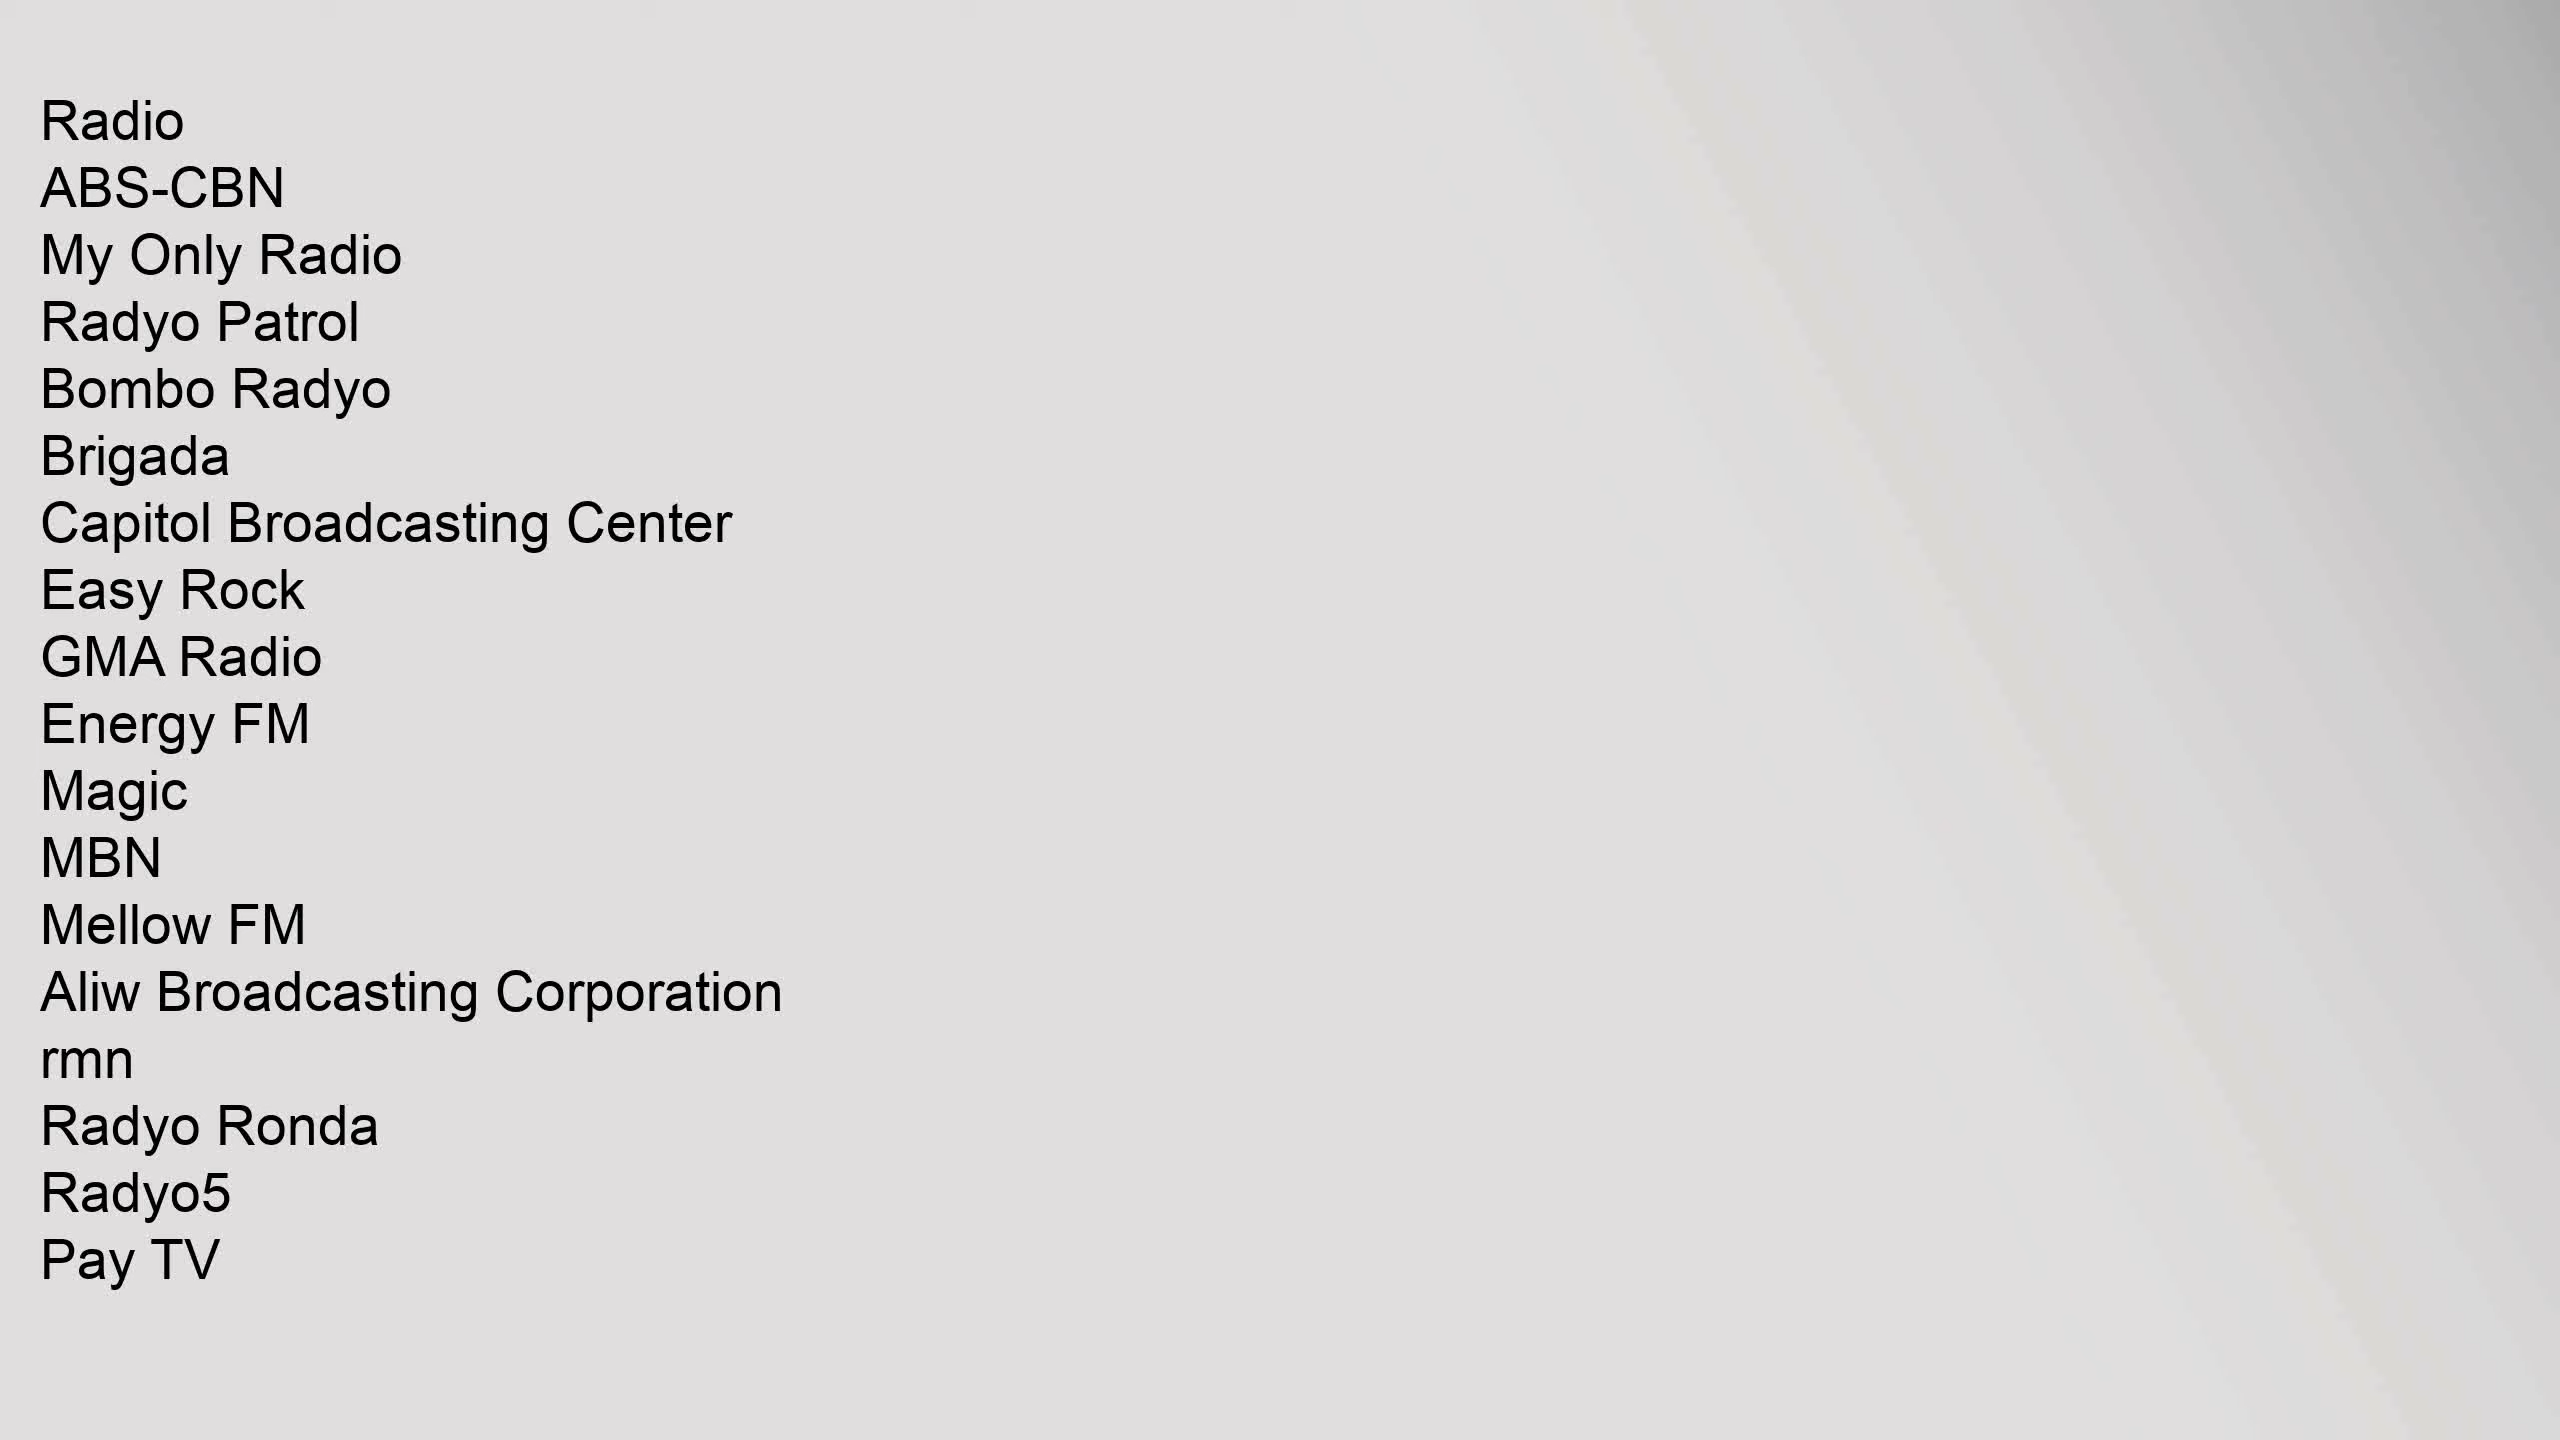 Radio
ABS-CBN
My Only Radio
Radyo Patrol
Bombo Radyo
Brigada
Capitol Broadcasting Center
Easy Rock
GMA Radio
Energy FM
Magic
MBN
Mellow FM
Aliw Broadcasting Corporation
rmn
Radyo Ronda
Radyo5
Pay TV